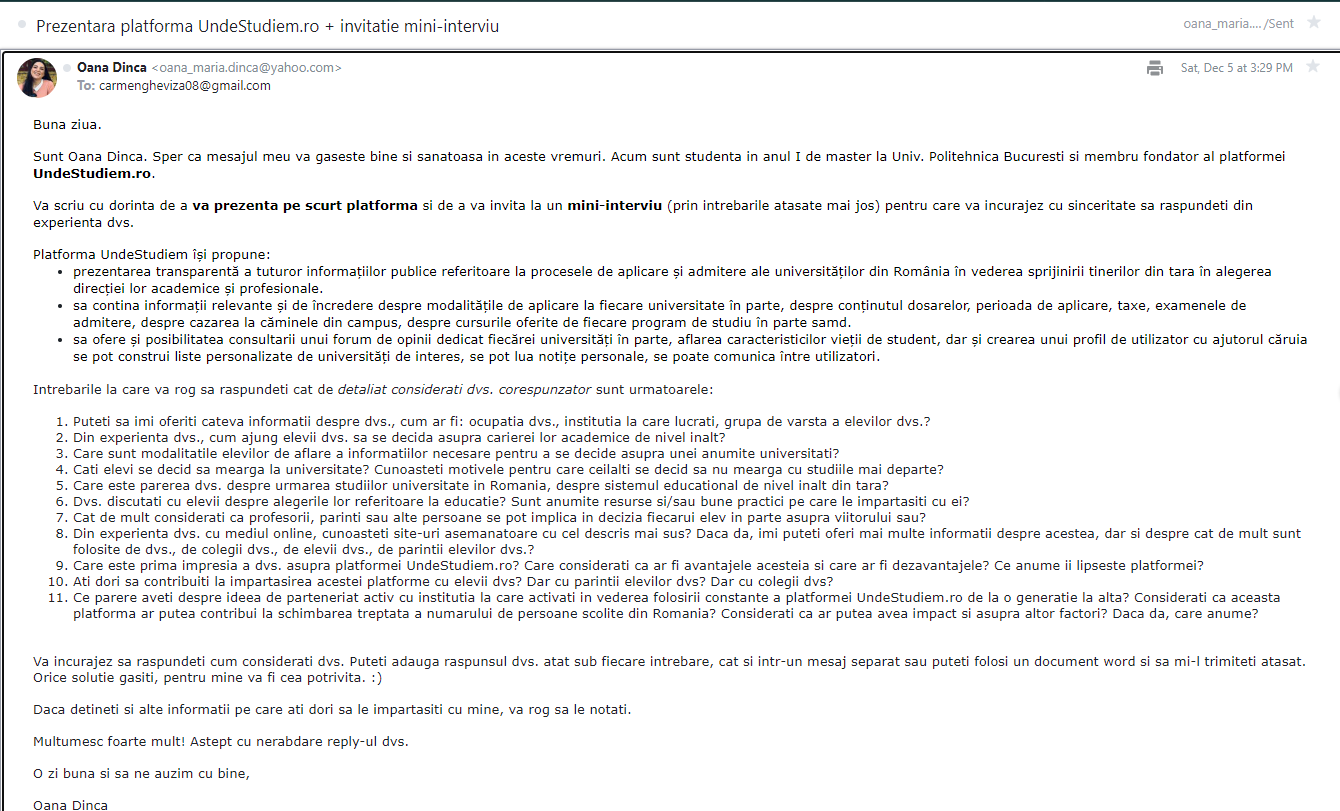 Prezentara platforma UndeStudiem.ro + invitatie mini-interviu
oana_maria.... /Sent
Oana Dinca <oana_maria.dinca@yahoo.com>
Sat, Dec 5 at 3:29 PM
To: carmengheviza08@gmail.com
Buna ziua.
Sunt Oana Dinca. Sper ca mesajul meu va gaseste bine si sanatoasa in aceste vremuri. Acum sunt studenta in anul I de master la Univ. Politehnica Bucuresti si membru fondator al platformei
UndeStudiem.ro.
Va scriu cu dorinta de a va prezenta pe scurt platforma si de a va invita la un mini-interviu (prin intrebarile atasate mai jos) pentru care va incurajez cu sinceritate sa raspundeti din
experienta dvs.
Platforma UndeStudiem își propune:
• prezentarea transparentă a tuturor informațiilor publice referitoare la procesele de aplicare și admitere ale universităților din România în vederea sprijinirii tinerilor din tara în alegerea
direcției lor academice și profesionale.
• sa contina informații relevante și de încredere despre modalitățile de aplicare la fiecare universitate în parte, despre conținutul dosarelor, perioada de aplicare, taxe, examenele de
admitere, despre cazarea la căminele din campus, despre cursurile oferite de fiecare program de studiu în parte samd.
• sa ofere și posibilitatea consultarii unui forum de opinii dedicat fiecărei universități în parte, aflarea caracteristicilor vieții de student, dar și crearea unui profil de utilizator cu ajutorul căruia
se pot construi liste personalizate de universități de interes, se pot lua notițe personale, se poate comunica între utilizatori.
Intrebarile la care va rog sa raspundeti cat de detaliat considerati dvs. corespunzator sunt urmatoarele:
1. Puteti sa imi oferiti cateva informatii despre dvs., cum ar fi: ocupatia dvs., institutia la care lucrati, grupa de varsta a elevilor dvs.?
2. Din experienta dvs., cum ajung elevii dvs. sa se decida asupra carierei lor academice de nivel inalt?
3. Care sunt modalitatile elevilor de aflare a informatiilor necesare pentru a se decide asupra unei anumite universitati?
4. Cati elevi se decid sa mearga la universitate? Cunoasteti motivele pentru care ceilalti se decid sa nu mearga cu studiile mai departe?
5. Care este parerea dvs. despre urmarea studiilor universitate in Romania, despre sistemul educational de nivel inalt din tara?
6. Dvs. discutati cu elevii despre alegerile lor referitoare la educatie? Sunt anumite resurse si/sau bune practici pe care le impartasiti cu ei?
7. Cat de mult considerati ca profesorii, parinti sau alte persoane se pot implica in decizia fiecarui elev in parte asupra viitorului sau?
8. Din experienta dvs. cu mediul online, cunoasteti site-uri asemanatoare cu cel descris mai sus? Daca da, imi puteti oferi mai multe informatii despre acestea, dar si despre cat de mult sunt
folosite de dvs., de colegii dvs., de elevii dvs., de parintii elevilor dvs.?
9. Care este prima impresia a dvs. asupra platformei UndeStudiem.ro? Care considerati ca ar fi avantajele acesteia si care ar fi dezavantajele? Ce anume ii lipseste platformei?
10. Ati dori sa contribuiti la impartasirea acestei platforme cu elevii dvs? Dar cu parintii elevilor dvs? Dar cu colegii dvs?
11. Ce parere aveti despre ideea de parteneriat activ cu institutia la care activati in vederea folosirii constante a platformei UndeStudiem.ro de la o generatie la alta? Considerati ca aceasta
platforma ar putea contribui la schimbarea treptata a numarului de persoane scolite din Romania? Considerati ca ar putea avea impact si asupra altor factori? Daca da, care anume?
Va incurajez sa raspundeti cum considerati dvs. Puteti adauga raspunsul dvs. atat sub fiecare intrebare, cat si intr-un mesaj separat sau puteti folosi un document word si sa mi-l trimiteti atasat.
Orice solutie gasiti, pentru mine va fi cea potrivita. :)
Daca detineti si alte informatii pe care ati dori sa le impartasiti cu mine, va rog sa le notati.
Multumesc foarte mult! Astept cu nerabdare reply-ul dvs.
O zi buna si sa ne auzim cu bine,
Oana Dinca